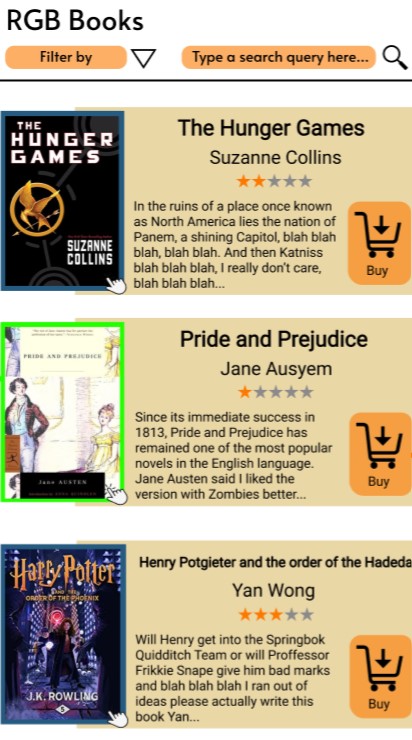 RGB Books
Filter by
Type a search query here...
THE
HUNGER
GAMES
SUZANNE
COLLINS
The Hunger Games
Suzanne Collins
In the ruins of a place once known
as North America lies the nation of
Panem, a shining Capitol, blah blah
blah, blah blah. And then Katniss
blah blah blah, I really don't care,
blah blah blah...
Buy
PRIDE AND PREJUDICE
Jane AUSTEN
Pride and Prejudice
Jane Ausyem
Since its immediate success in
1813, Pride and Prejudice has
remained one of the most popular
novels in the English language.
Jane Austen said I liked the
version with Zombies better...
Buy
Harry Potter
AND THE
ORDER OF THE PHOENIX
J.K. ROWLING
5
Henry Potgieter and the order of the Hadeda
Yan Wong
Will Henry get into the Springbok
Quidditch Team or will Proffessor
Frikkie Snape give him bad marks
and blah blah blah I ran out of
ideas please actually write this
book Yan...
Buy